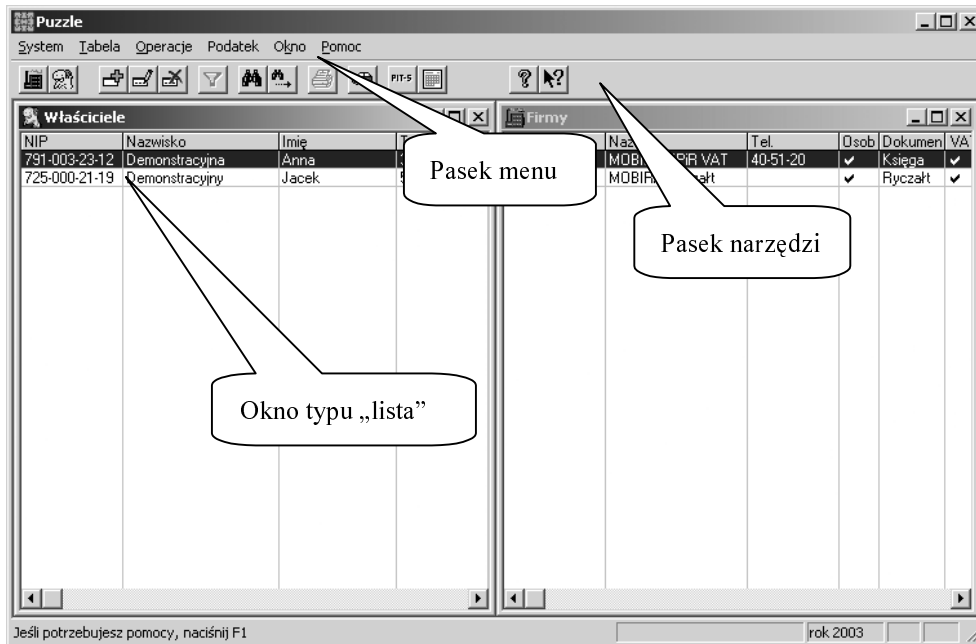 Puzzle
System Tabela Operacje Podatek Okno Pomoc
PIT-5
Właściciele
NIP Nazwisko Imię
791-003-23-12 Demonstracyjna Anna
725-000-21-19 Demonstracyjny Jacek
Firmy
Tel. Osob Dokumen
VAT 40-51-20 Księga
Ryczałt
Pasek menu
Pasek narzędzi
Okno typu „lista”
Jeśli potrzebujesz pomocy, naciśnij F1
rok 2003